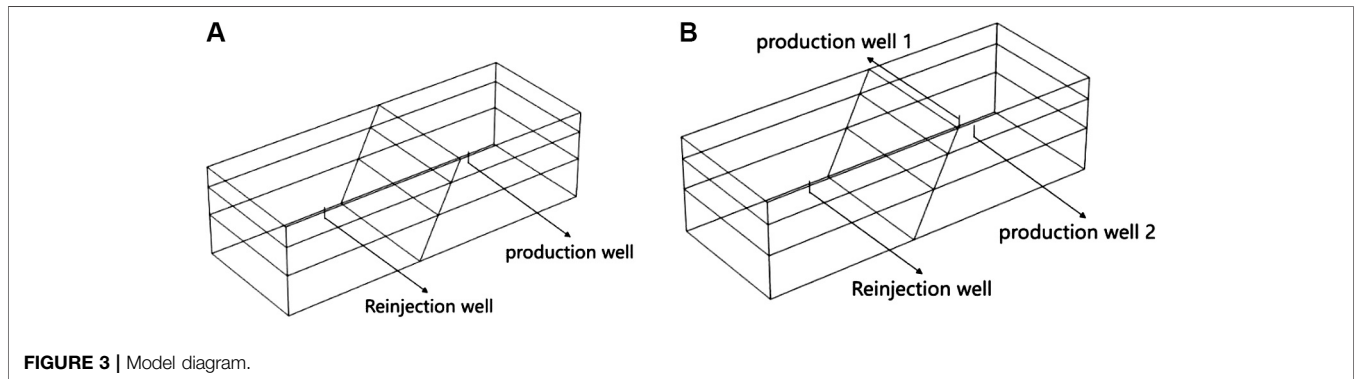 A
production well
Reinjection well
B
production well 1
production well 2
Reinjection well
FIGURE 3 | Model diagram.